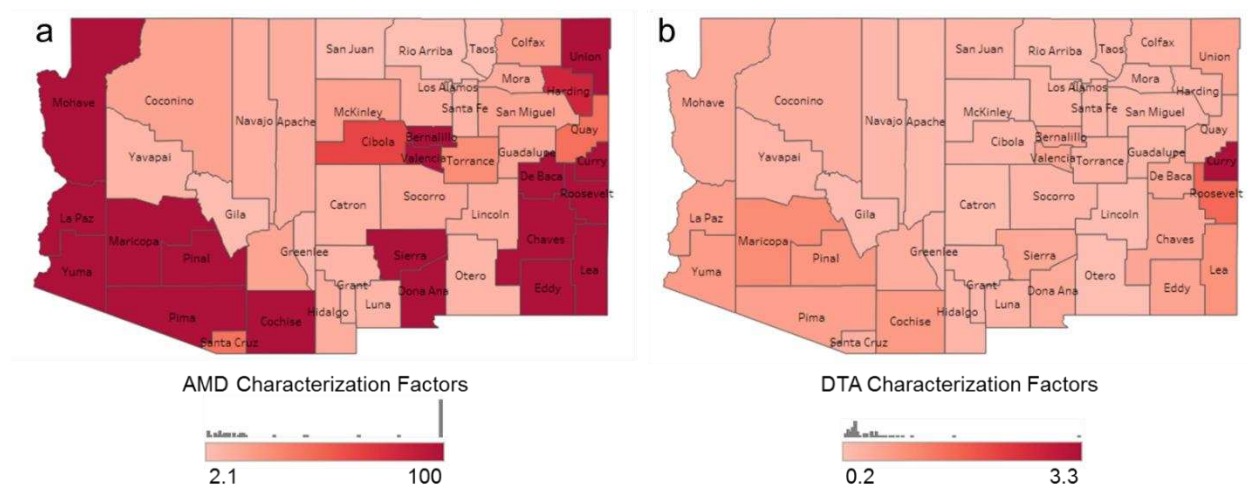 a
b
San Juan
Rio Arriba
Taos
Colfax
Union
Mohave
Coconino
Navajo
Apache
McKinley
Los Alamos
Mora
Harding
Santa Fe
San Miguel
Quay
Yavapai
Cibola
Bernalillo
Valencia
Torrance
Guadalupe
Curry
De Baca
Roosevelt
La Paz
Gila
Catron
Socorro
Lincoln
Chaves
Maricopa
Pinal
Greenlee
Sierra
Otero
Lea
Yuma
Grant
Luna
Dona Ana
Eddy
Pima
Cochise
Hidalgo
Santa Cruz
San Juan
Rio Arriba
Taos
Colfax
Union
Mohave
Coconino
Navajo
Apache
McKinley
Los Alamos
Mora
Harding
Santa Fe
San Miguel
Quay
Yavapai
Cibola
Bernalillo
Valencia
Torrance
Guadalupe
Curry
De Baca
Roosevelt
La Paz
Gila
Catron
Socorro
Lincoln
Chaves
Maricopa
Pinal
Greenlee
Sierra
Otero
Lea
Yuma
Grant
Luna
Dona Ana
Eddy
Pima
Cochise
Hidalgo
Santa Cruz
AMD Characterization Factors
2.1 100
DTA Characterization Factors
0.2 3.3